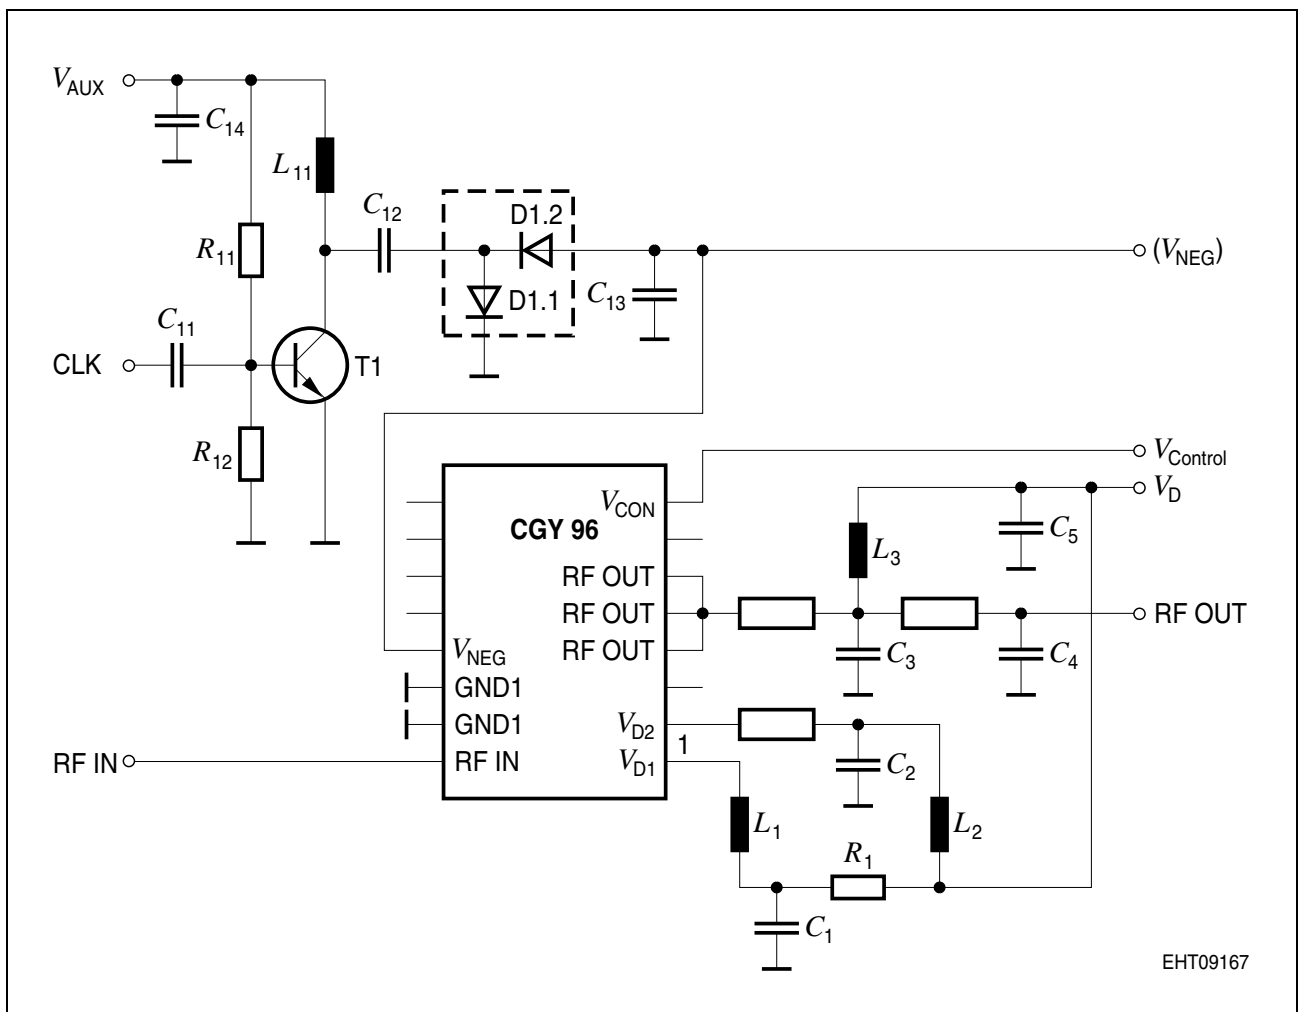 V_AUX
C_14
L_11
C_12
D1.2
R_11
(V_NEG)
D1.1
C_13
C_11
CLK
T1
R_12
V_Control
V_CON
V_D
CGY 96
C_5
L_3
RF OUT
RF OUT
RF OUT
V_NEG
RF OUT
C_3
C_4
GND1
GND1
V_D2
1
RF IN
RF IN
V_D1
C_2
L_1
L_2
R_1
C_1
EHT09167